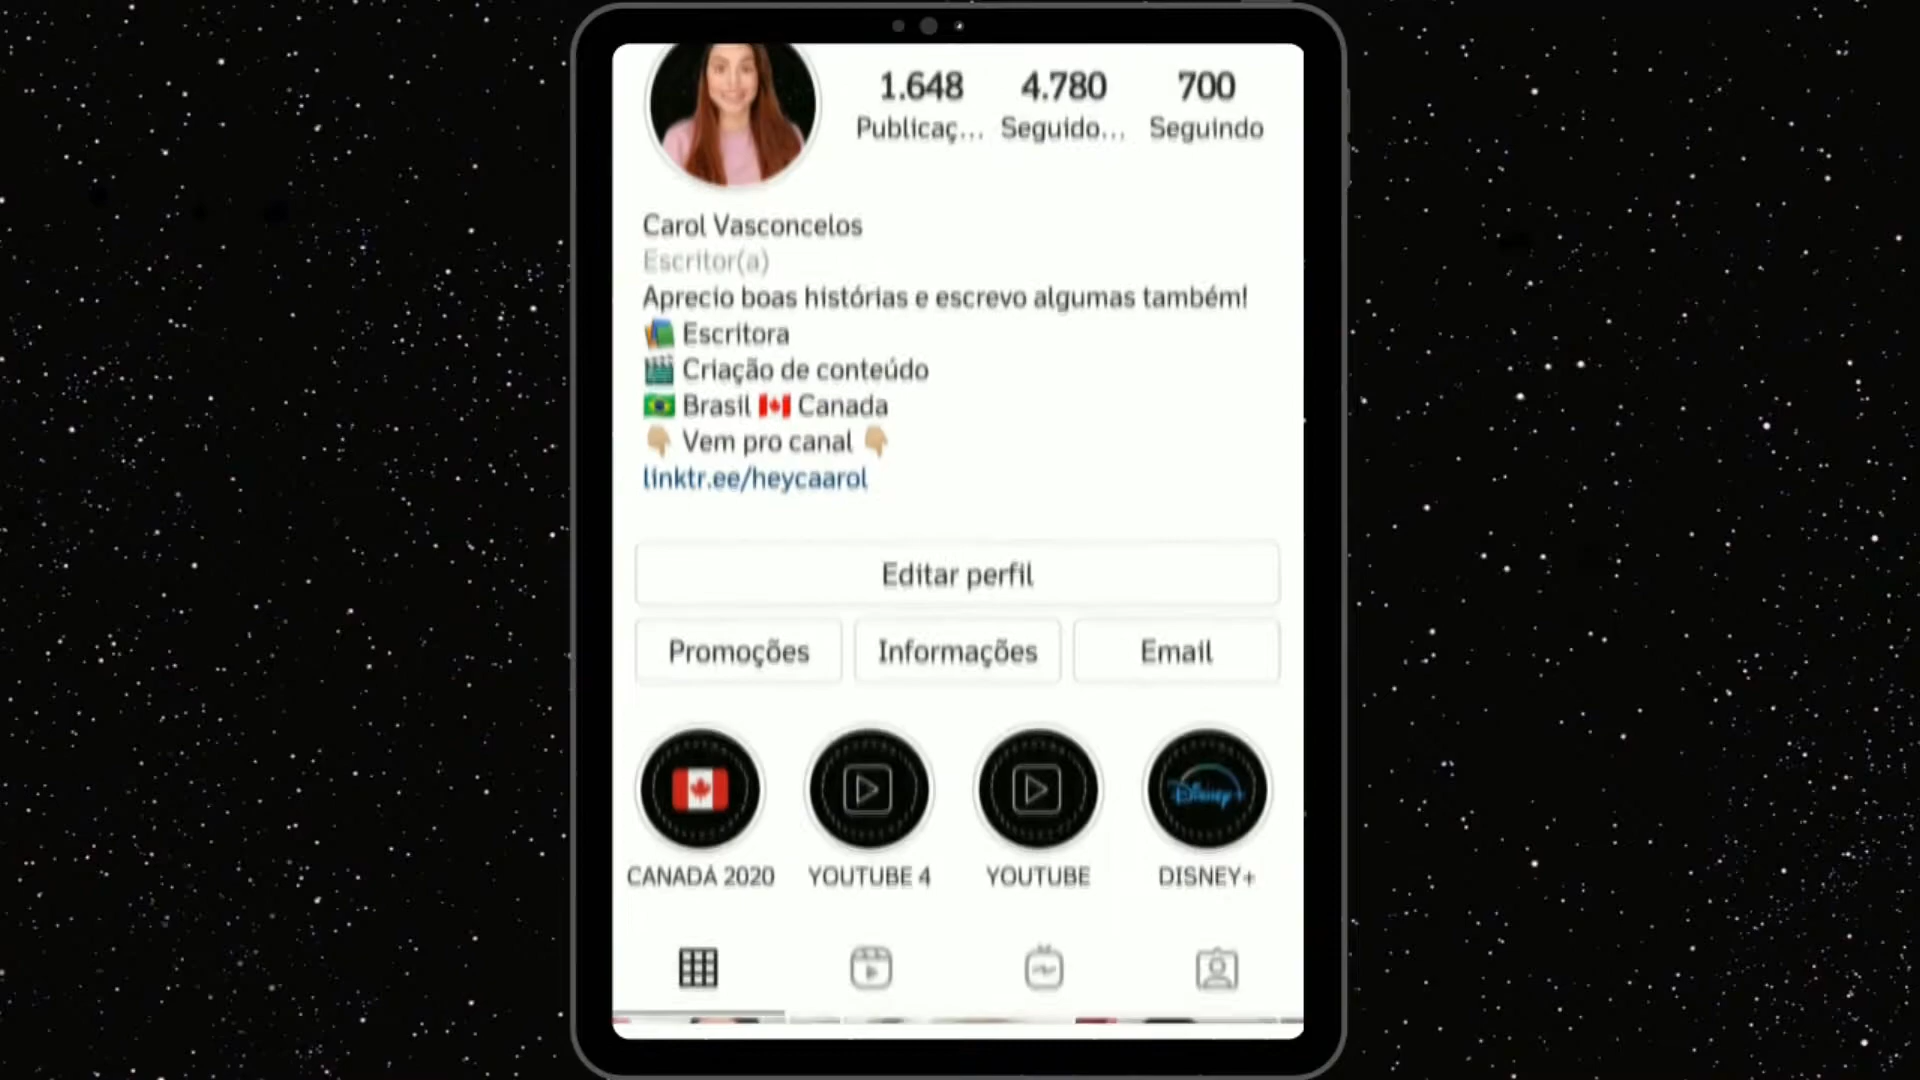 1.648 4.780 700
Publicaç... Seguido... Seguindo
Carol Vasconcelos
Escritor(a)
Aprecio boas histórias e escrevo algumas também!
Escritora
Criação de conteúdo
Brasil Canada
Vem pro canal
linktr.ee/heycaarol
Editar perfil
Promoções Informações Email
Disney+
CANADÁ 2020 YOUTUBE 4 YOUTUBE DISNEY+